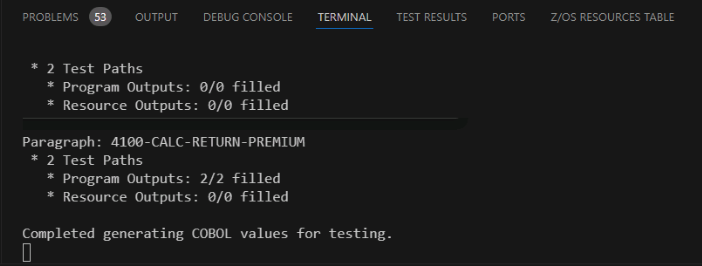 PROBLEMS 53 OUTPUT DEBUG CONSOLE TERMINAL TEST RESULTS PORTS Z/OS RESOURCES TABLE
* 2 Test Paths
* Program Outputs: 0/0 filled
* Resource Outputs: 0/0 filled
Paragraph: 4100-CALC-RETURN-PREMIUM
* 2 Test Paths
* Program Outputs: 2/2 filled
* Resource Outputs: 0/0 filled
Completed generating COBOL values for testing.